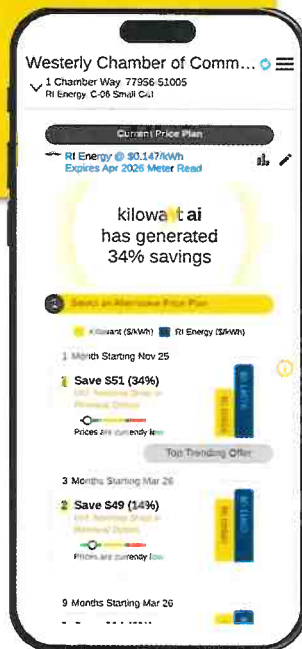 Westerly Chamber of Comm...
1 Chamber Way, 77956-51005
RI Energy, C-06 Small C&I
Current Price Plan
RI Energy @ $0.147/kWh
Expires Apr 2026 Meter Read
kilowatt ai
has generated
34% savings
Select an Alternative Price Plan
Kilowatt ($/kWh) RI Energy ($/kWh)
1 Month Starting Nov 25
1 Save $51 (34%)
Prices are currently low
Top Trending Offer
3 Months Starting Mar 26
2 Save $49 (14%)
Prices are currently low
9 Months Starting Mar 26